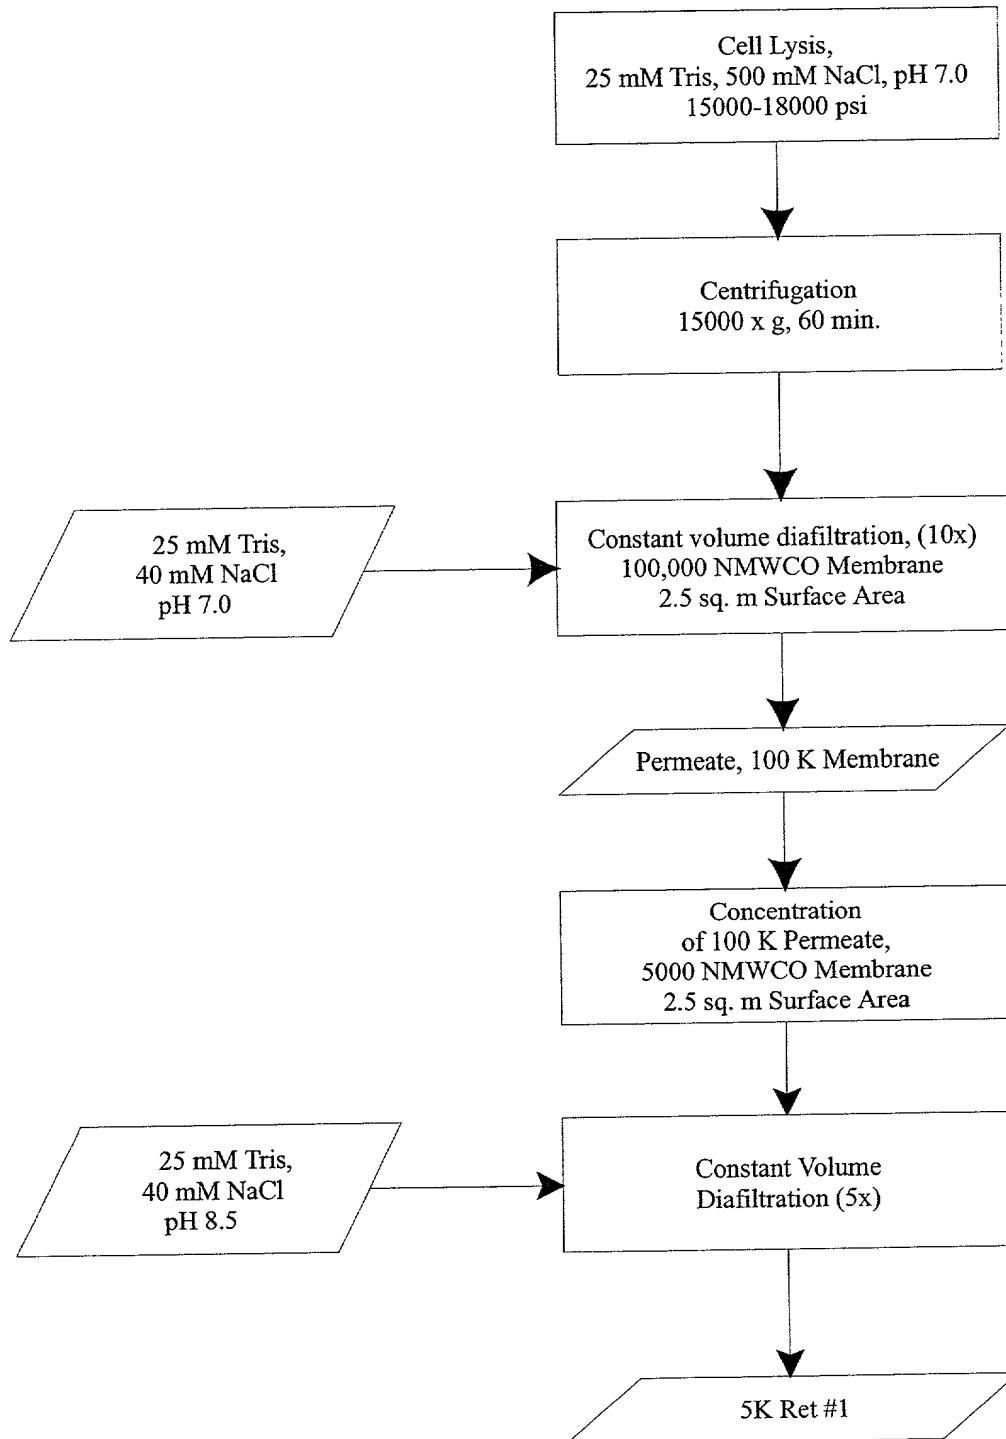 Cell Lysis,
25 mM Tris, 500 mM NaCl, pH 7.0
15000-18000 psi
Centrifugation
15000 x g, 60 min.
25 mM Tris,
40 mM NaCl
pH 7.0
Constant volume diafiltration, (10x)
100,000 NMWCO Membrane
2.5 sq. m Surface Area
Permeate, 100 K Membrane
Concentration
of 100 K Permeate,
5000 NMWCO Membrane
2.5 sq. m Surface Area
25 mM Tris,
40 mM NaCl
pH 8.5
Constant Volume
Diafiltration (5x)
5K Ret #1